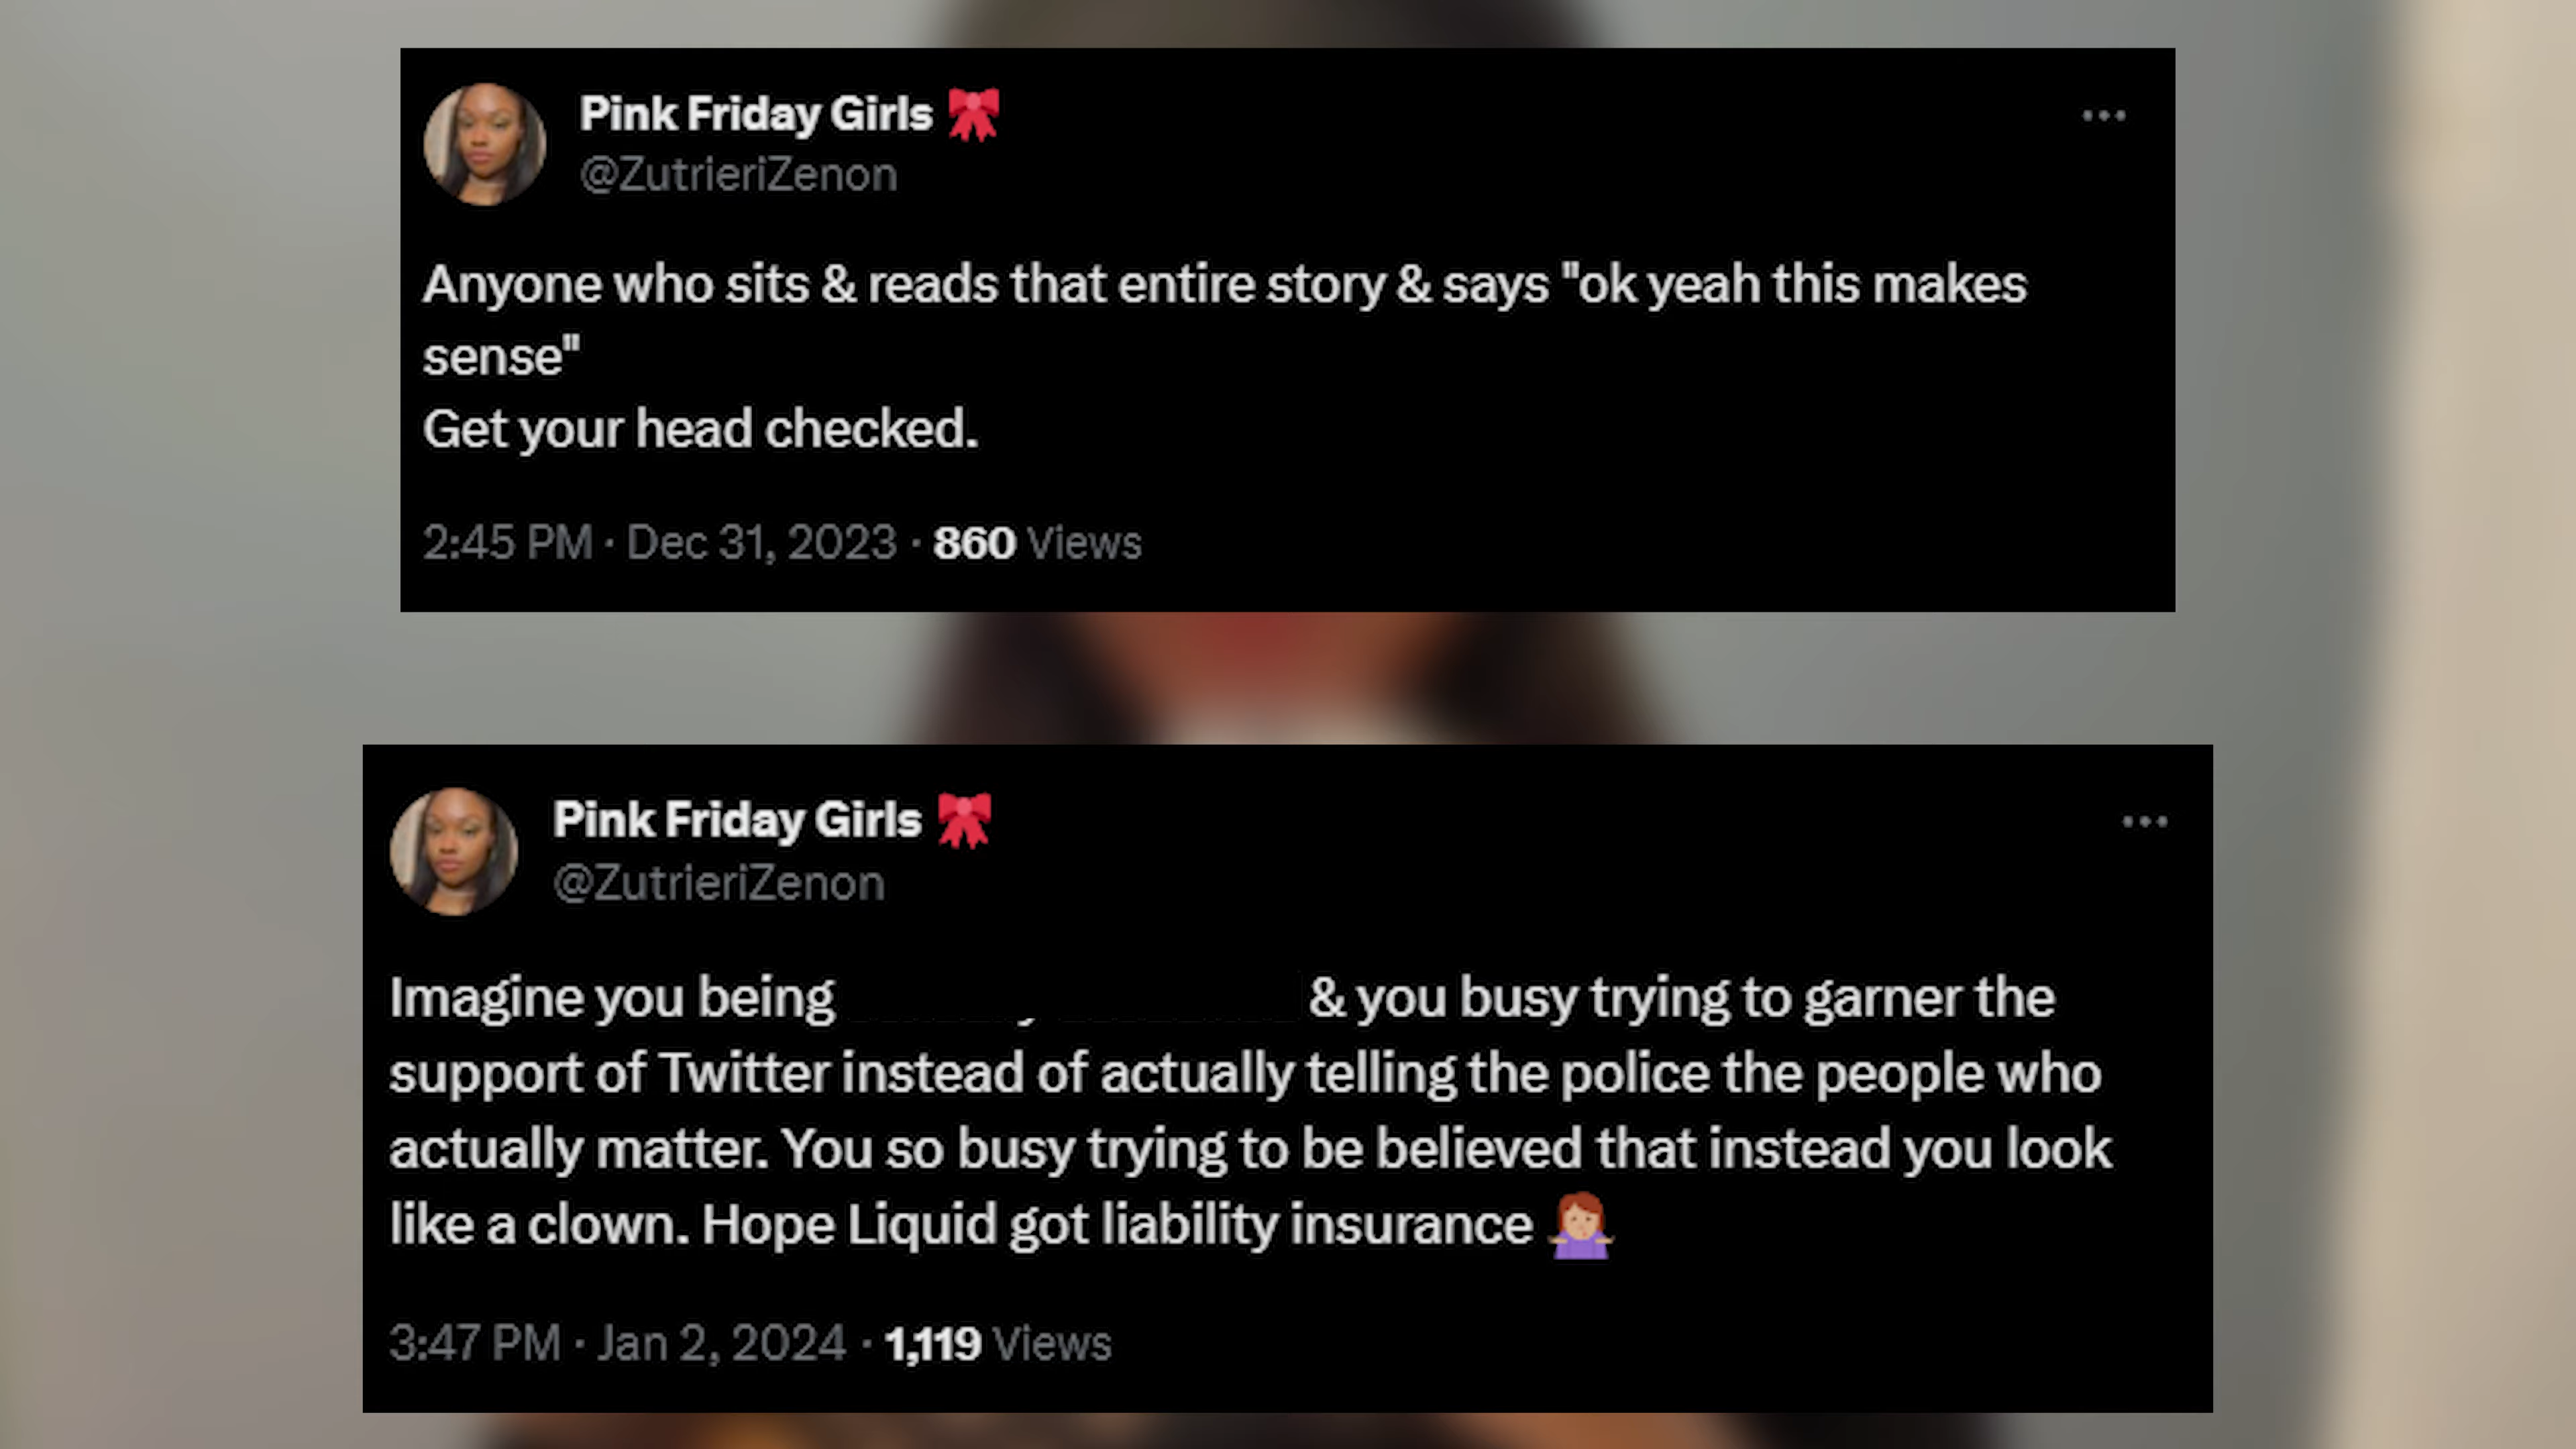 Pink Friday Girls 🎀
@ZutrieriZenon
Anyone who sits & reads that entire story & says "ok yeah this makes
sense"
Get your head checked.
2:45 PM · Dec 31, 2023 · 860 Views
Pink Friday Girls 🎀
@ZutrieriZenon
Imagine you being & you busy trying to garner the
support of Twitter instead of actually telling the police the people who
actually matter. You so busy trying to be believed that instead you look
like a clown. Hope Liquid got liability insurance 🤷🏼‍♀️
3:47 PM · Jan 2, 2024 · 1,119 Views